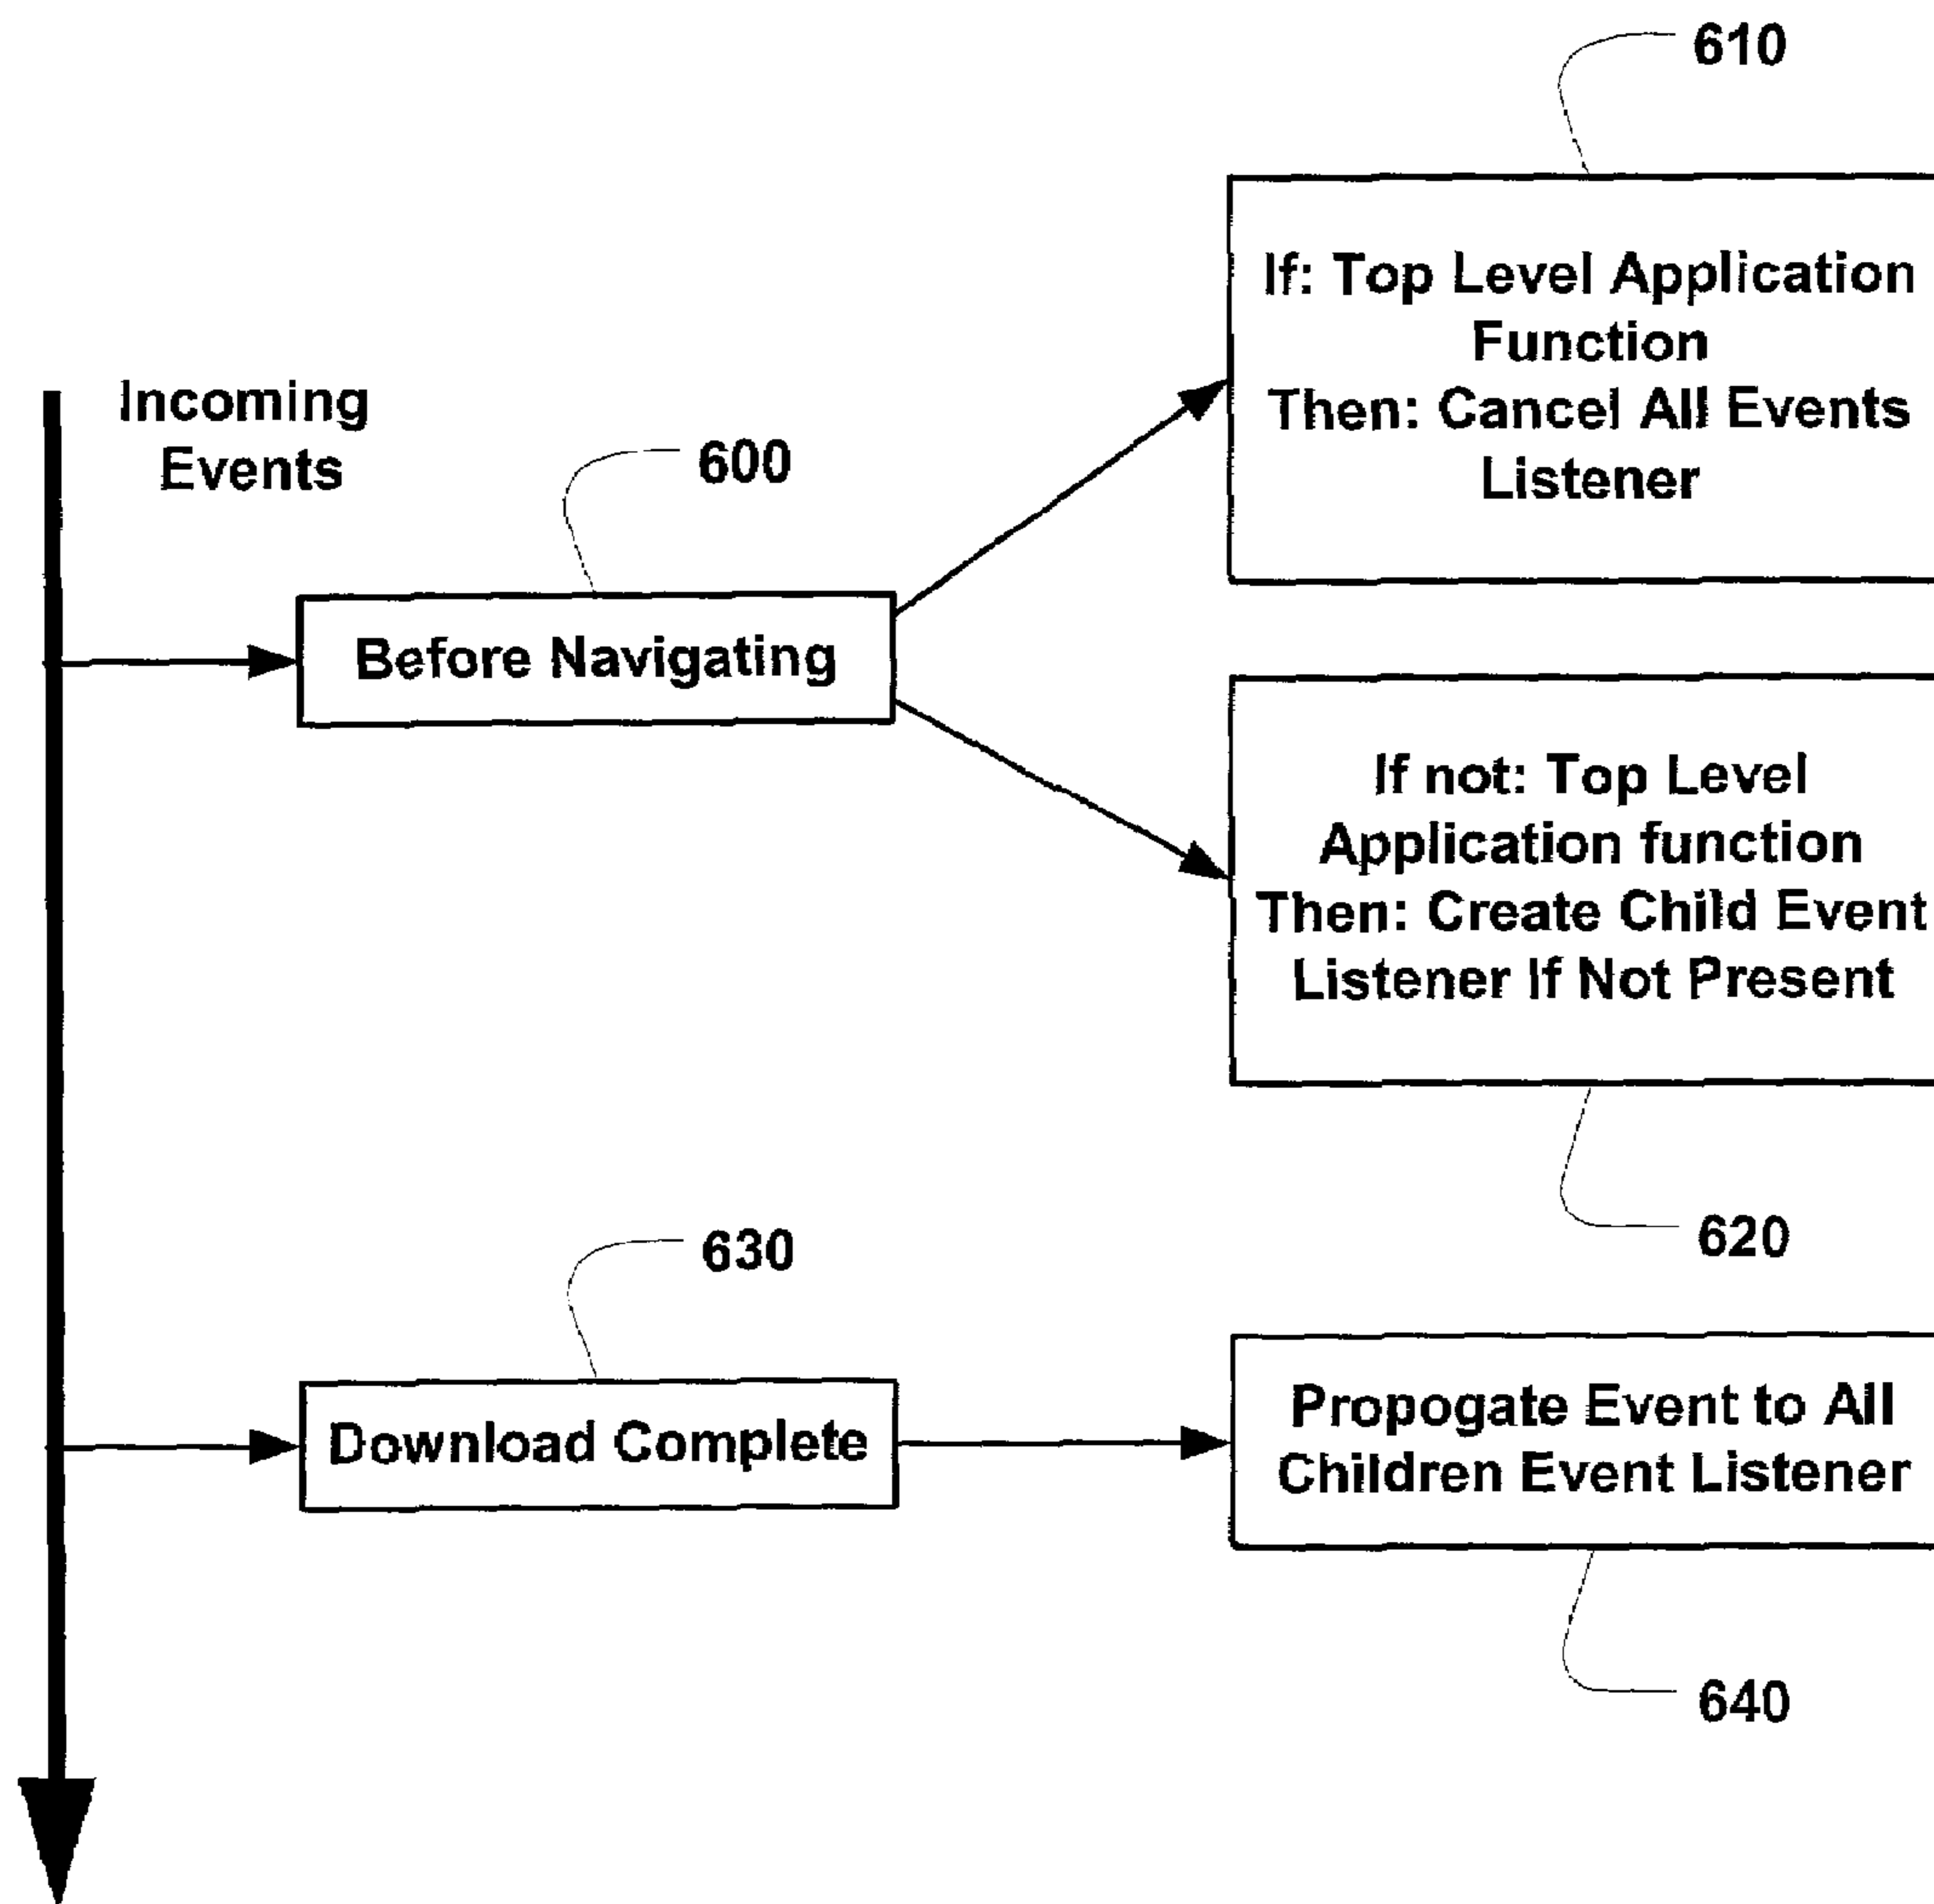 610
If: Top Level Application
Function
Then: Cancel All Events
Listener
Incoming
Events
600
Before Navigating
If not: Top Level
Application function
Then: Create Child Event
Listener If Not Present
620
630
Download Complete
Propogate Event to All
Children Event Listener
640